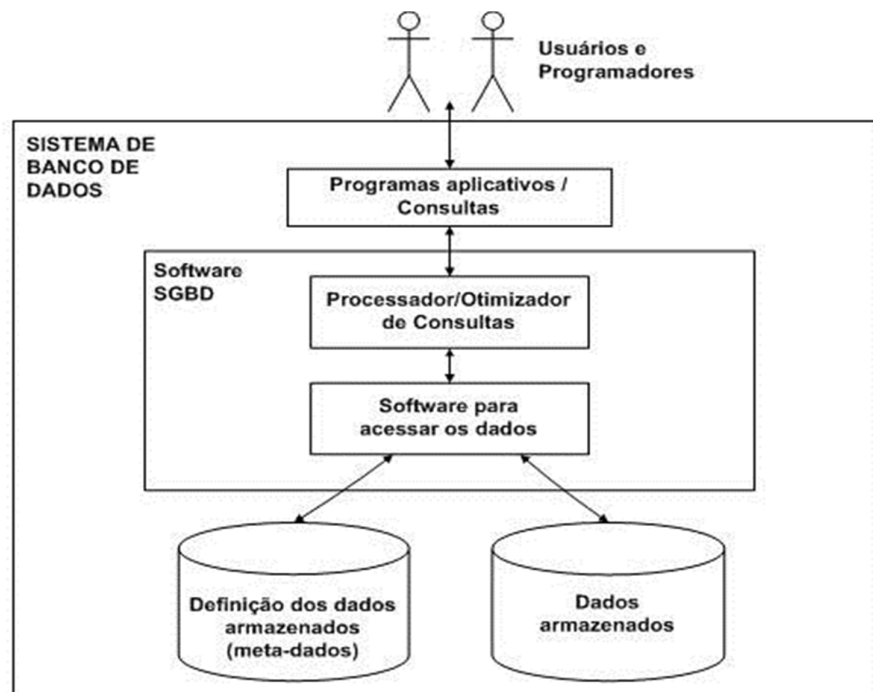 Usuários e
Programadores
SISTEMA DE
BANCO DE
DADOS
Programas aplicativos /
Consultas
Software
SGBD
Processador/Otimizador
de Consultas
Software para
acessar os dados
Definição dos dados
armazenados
(meta-dados)
Dados
armazenados